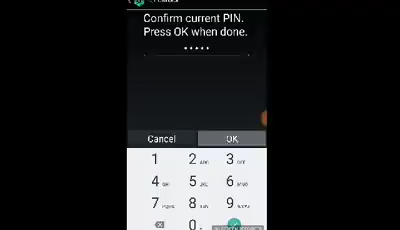 Confirm current PIN.
Press OK when done.
•••••
Cancel OK
1 2 ABC 3 DEF
4 GHI 5 JKL 6 MNO
7 PQRS 8 TUV 9 WXYZ
0